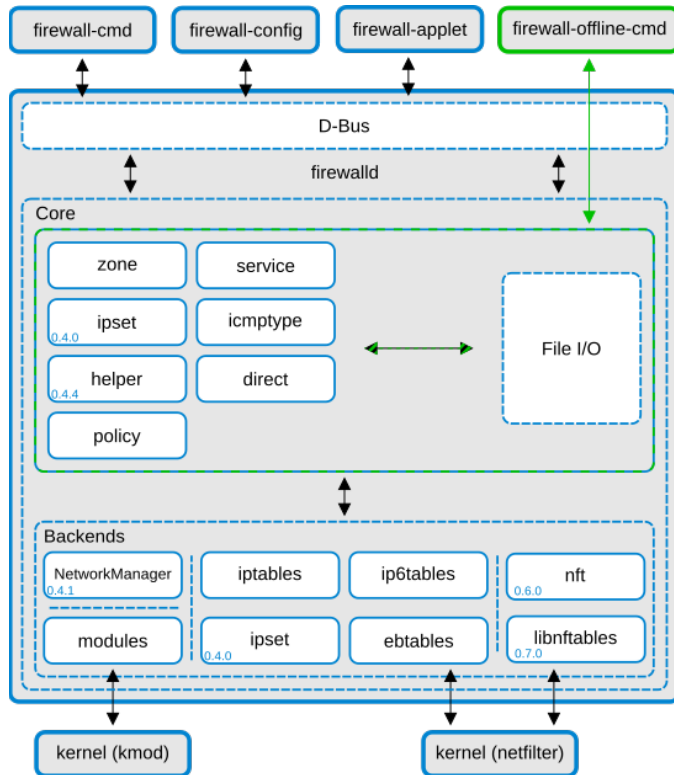 firewall-cmd
firewall-config
firewall-applet
firewall-offline-cmd
D-Bus
firewalld
Core
zone
service
ipset
0.4.0
icmptype
helper
0.4.4
direct
policy
File I/O
Backends
NetworkManager
0.4.1
iptables
ip6tables
nft
0.6.0
modules
ipset
0.4.0
ebtables
libnftables
0.7.0
kernel (kmod)
kernel (netfilter)